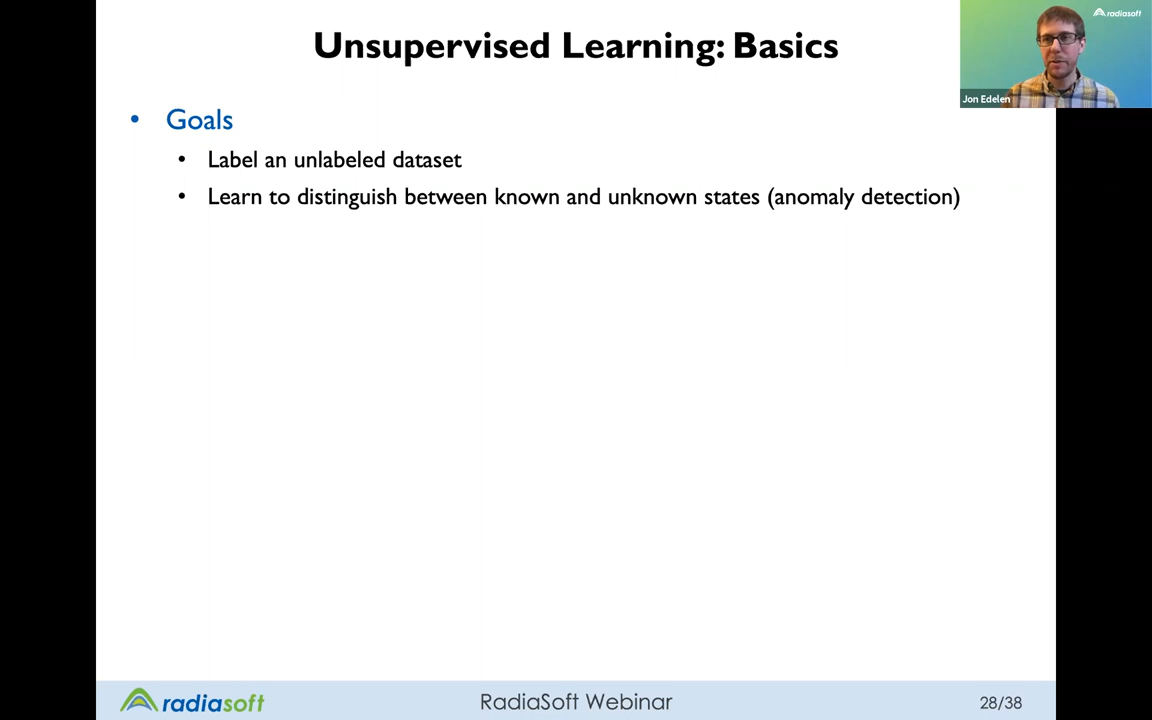 Unsupervised Learning: Basics
radiasoft
Jon Edelen
• Goals
• Label an unlabeled dataset
• Learn to distinguish between known and unknown states (anomaly detection)
radiasoft
RadiaSoft Webinar
28/38